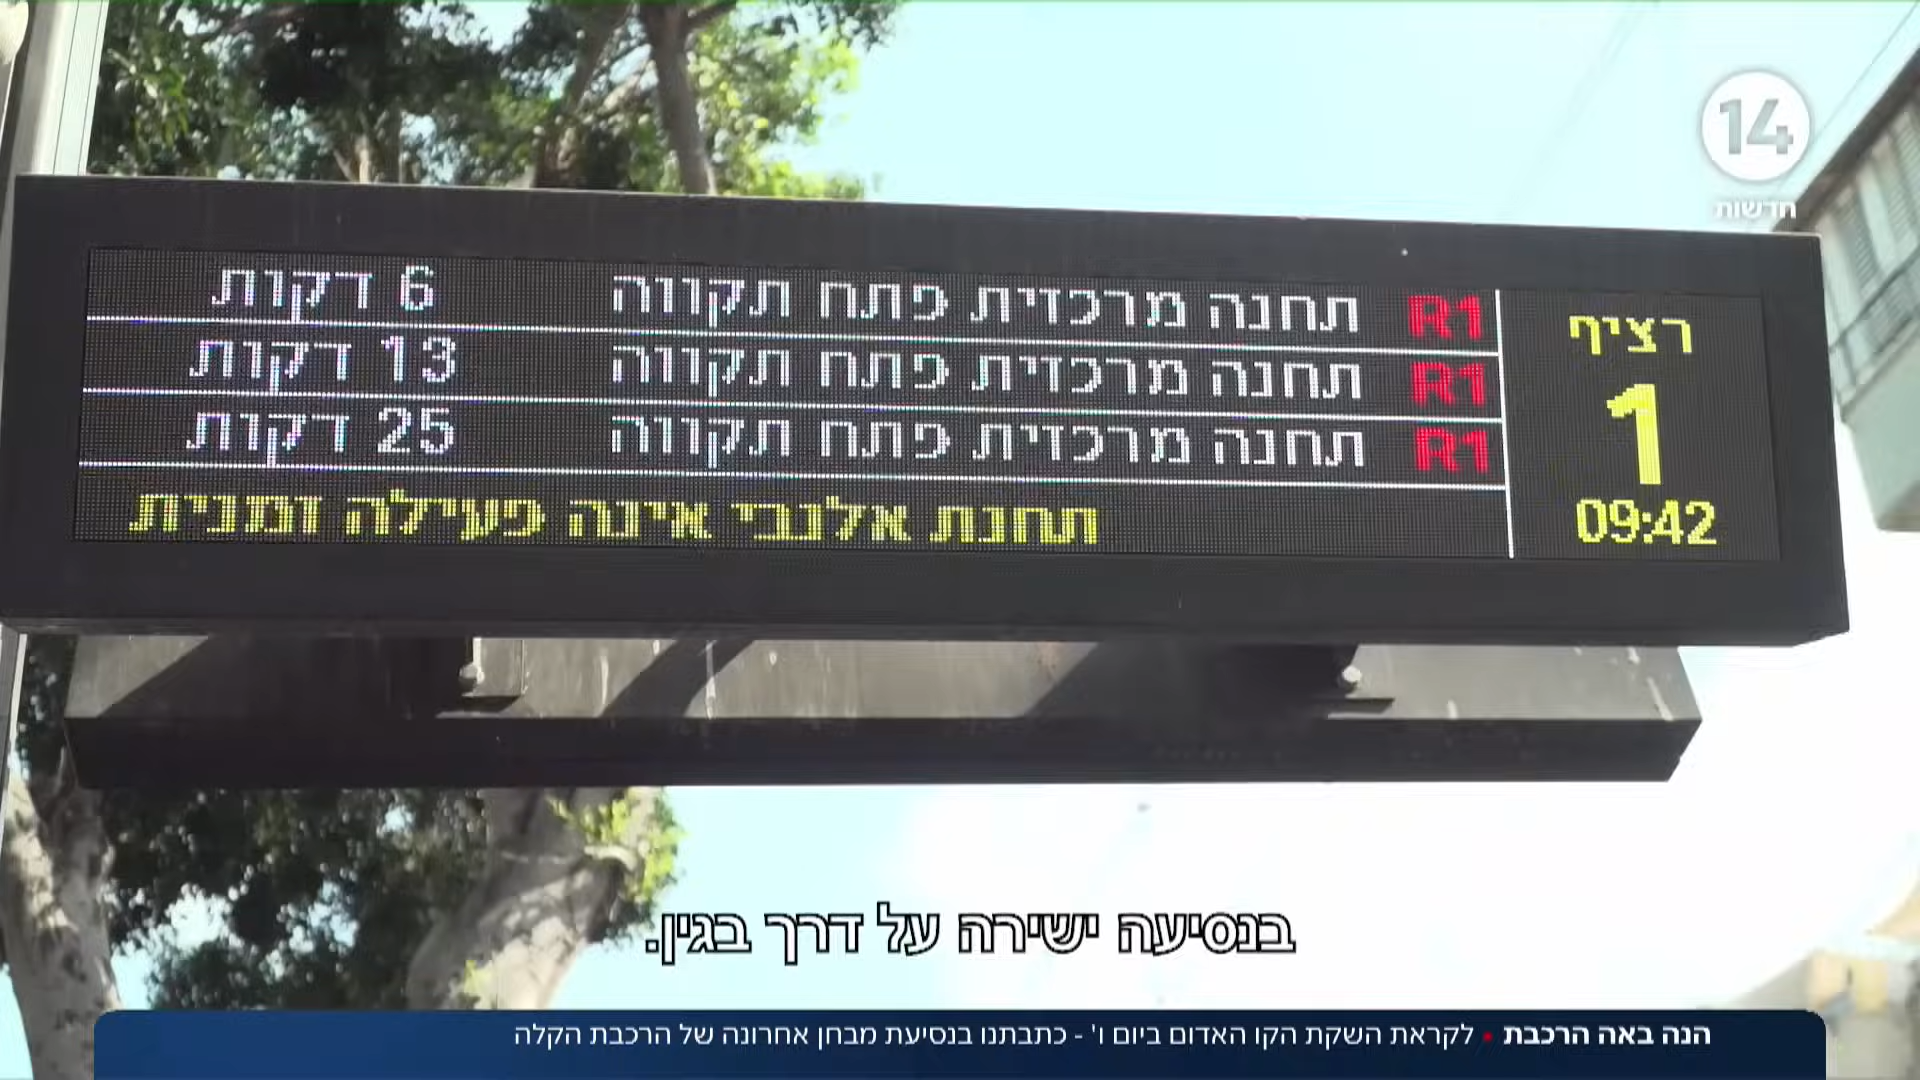 14
חדשות
רציף
1
09:42
R1 תחנה מרכזית פתח תקווה 6 דקות
R1 תחנה מרכזית פתח תקווה 13 דקות
R1 תחנה מרכזית פתח תקווה 25 דקות
תחנת אלנבי אינה פעילה זמנית
בנסיעה ישירה על דרך בגין.
הנה באה הרכבת • לקראת השקת הקו האדום ביום ו' - כתבתנו בנסיעת מבחן אחרונה של הרכבת הקלה